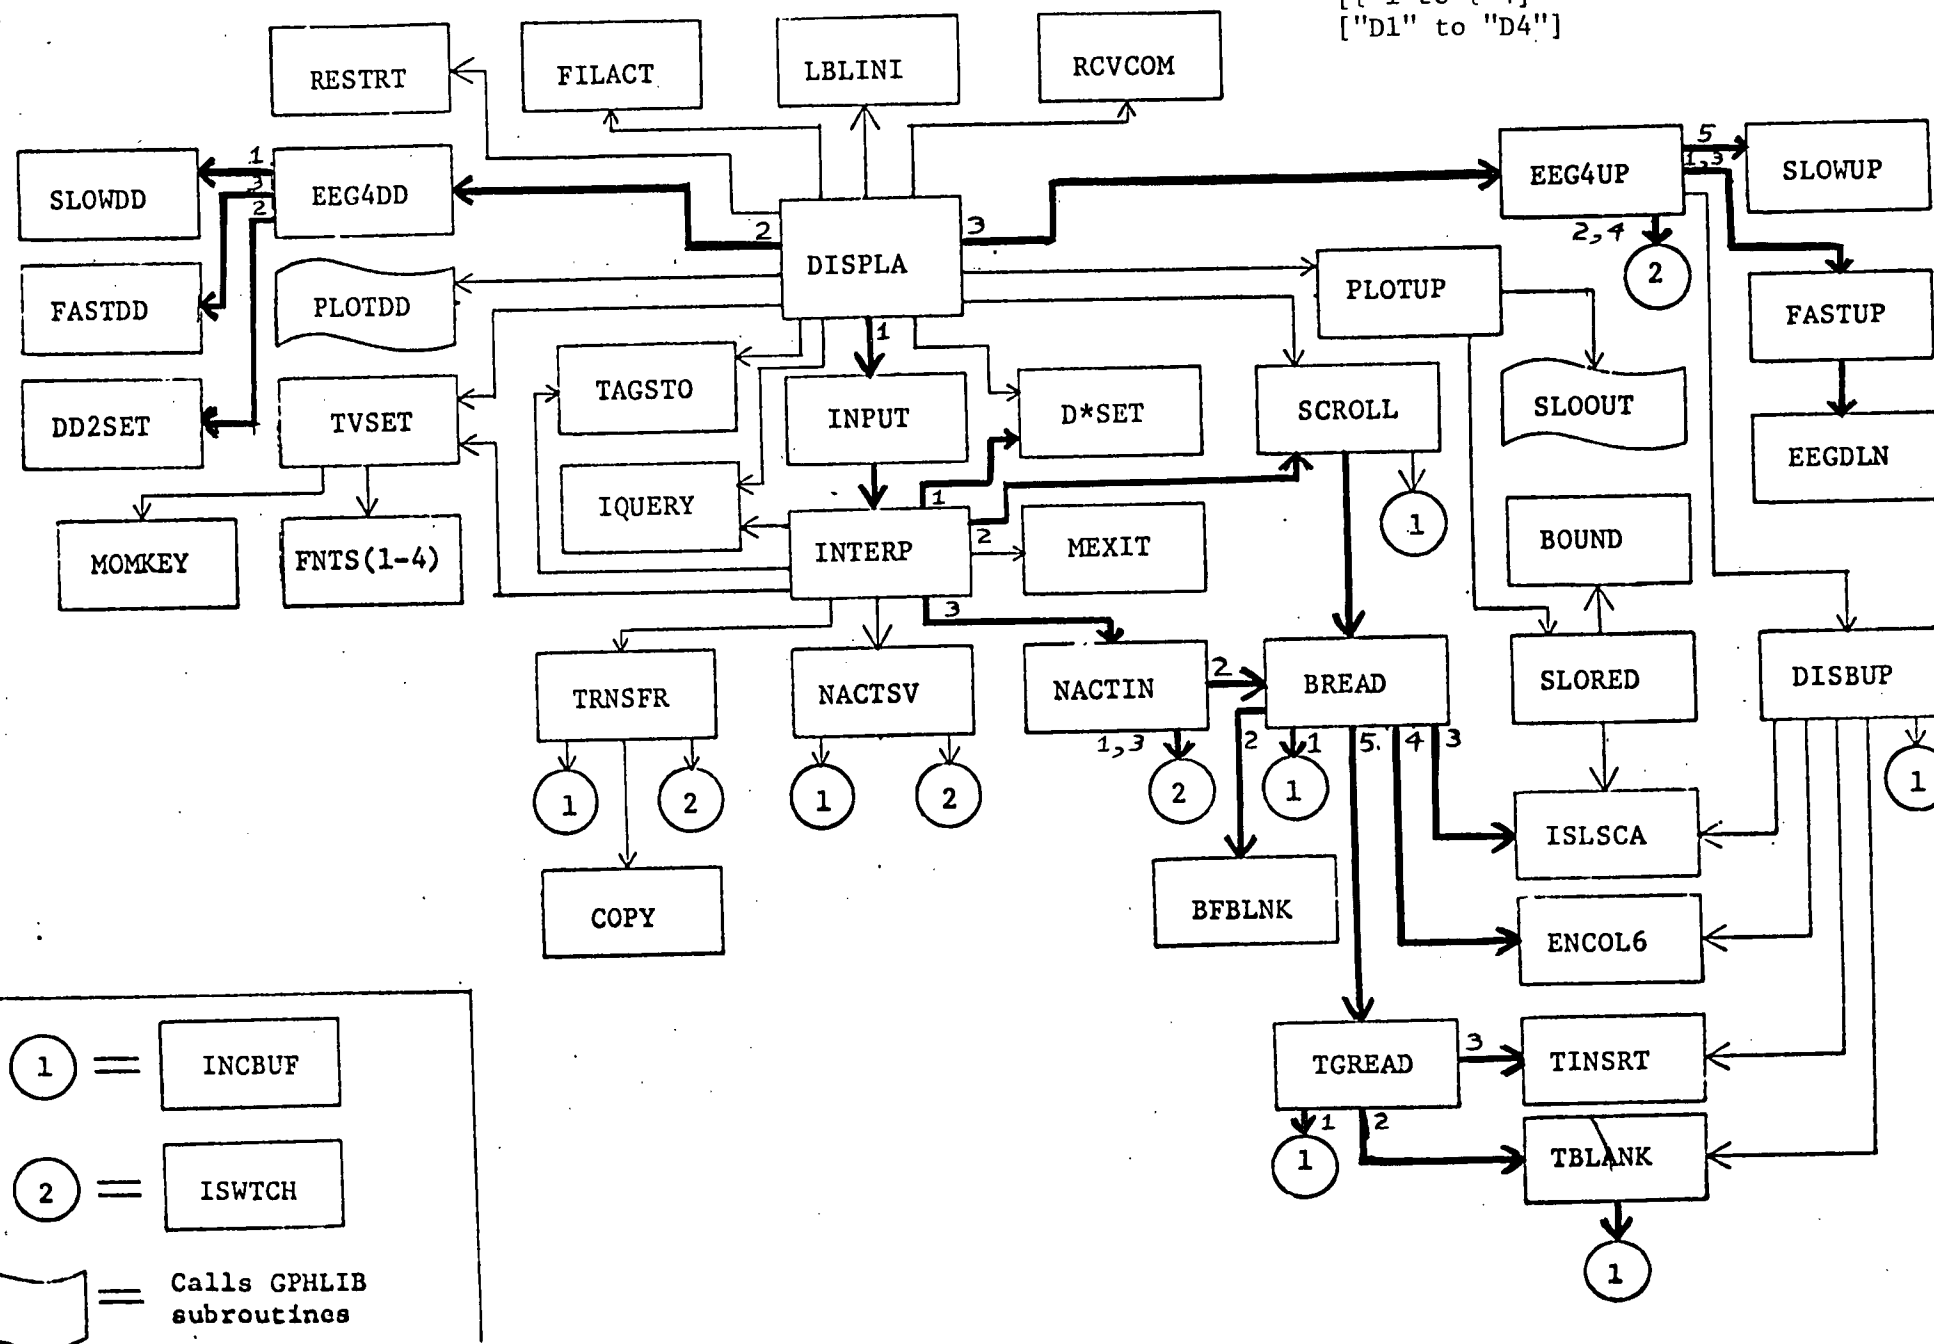 ["D1" to "D4"]
RESTRT
FILACT
LBLINI
RCVCOM
SLOWDD
1
3
2
EEG4DD
2
DISPLA
3
EEG4UP
5
1,3
SLOWUP
2,4
2
FASTDD
PLOTDD
PLOTUP
FASTUP
1
DD2SET
TVSET
TAGSTO
INPUT
D*SET
SCROLL
SLOOUT
EEGDLN
IQUERY
1
2
1
MOMKEY
FNTS(1-4)
INTERP
MEXIT
BOUND
3
TRNSFR
NACTSV
NACTIN
2
BREAD
SLORED
DISBUP
1,3
2
1
5.
4
3
1
2
1
2
2
1
1
ISLSCA
COPY
BFBLNK
ENCOL6
1
INCBUF
TGREAD
3
TINSRT
1
2
1
TBLANK
2
ISWTCH
1
Calls GPHLIB
subroutines